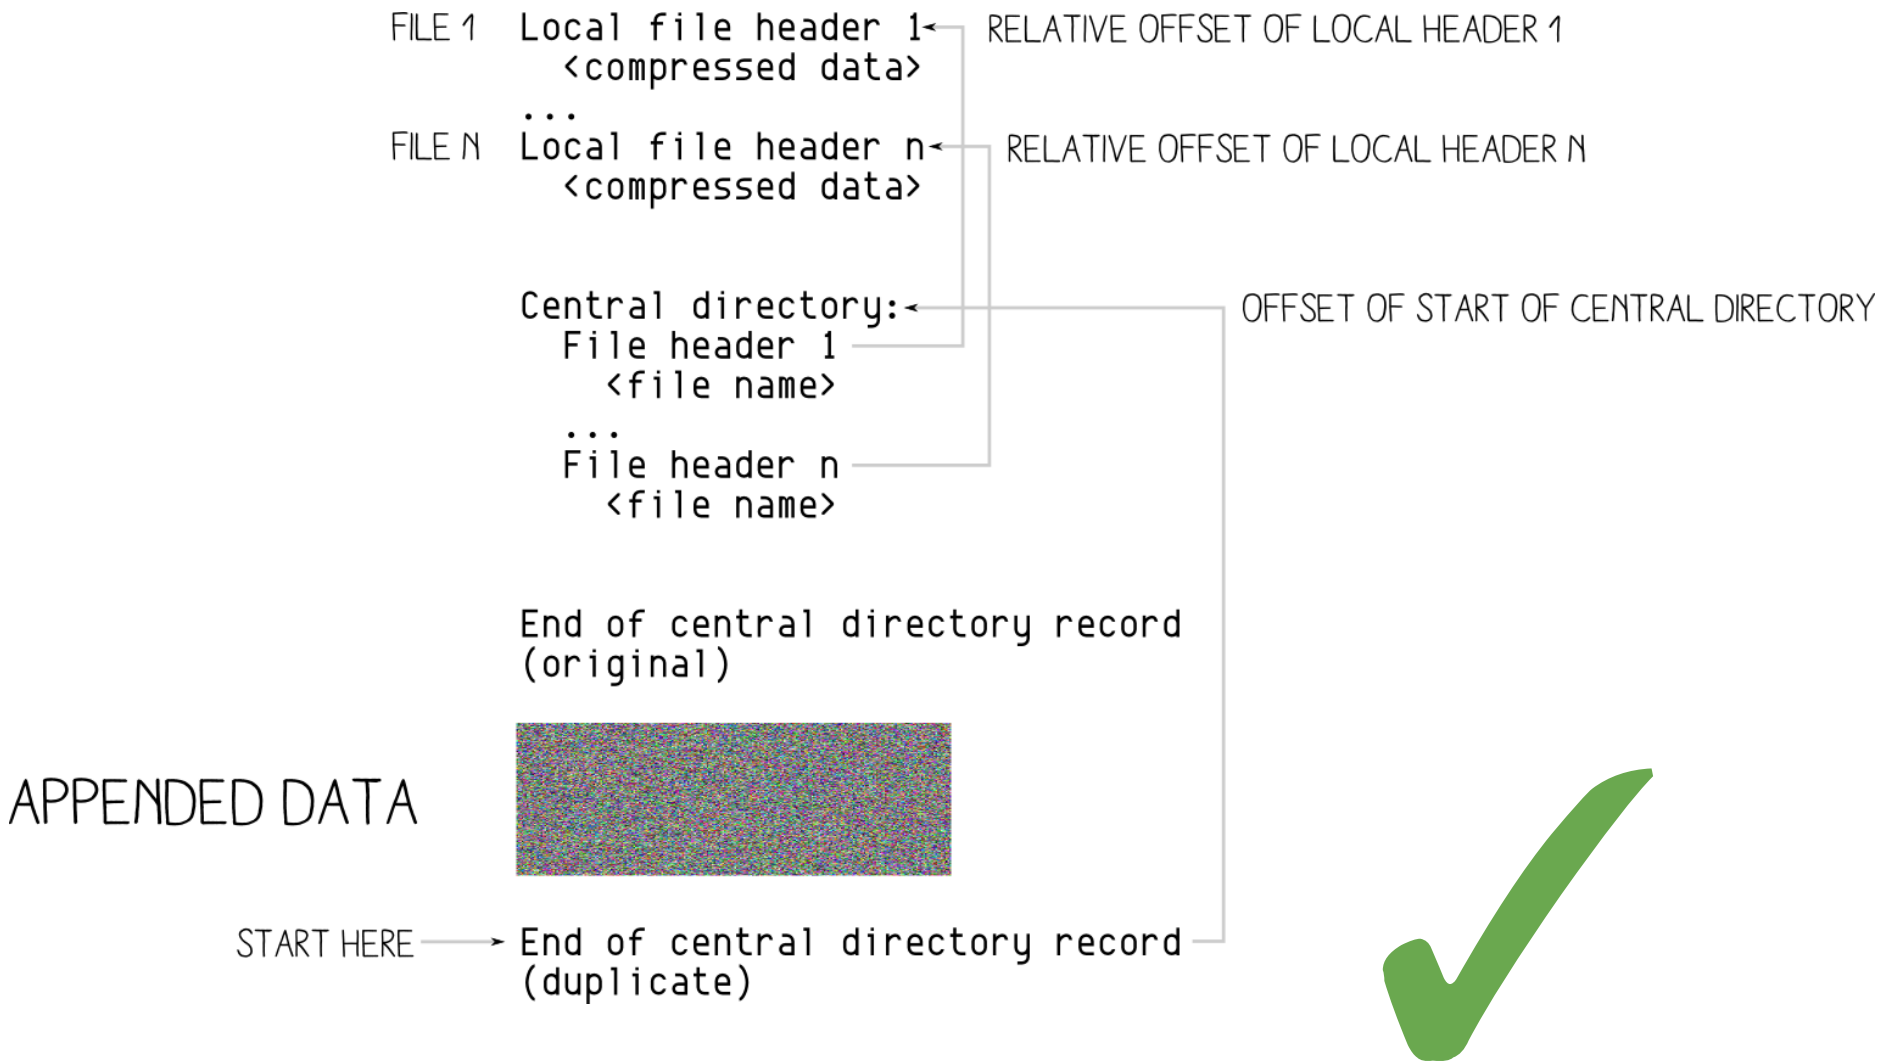 FILE 1 Local file header 1 RELATIVE OFFSET OF LOCAL HEADER 1
<compressed data>
...
FILE N Local file header n RELATIVE OFFSET OF LOCAL HEADER N
<compressed data>
Central directory: OFFSET OF START OF CENTRAL DIRECTORY
File header 1
<file name>
...
File header n
<file name>
End of central directory record
(original)
APPENDED DATA
START HERE End of central directory record
(duplicate)